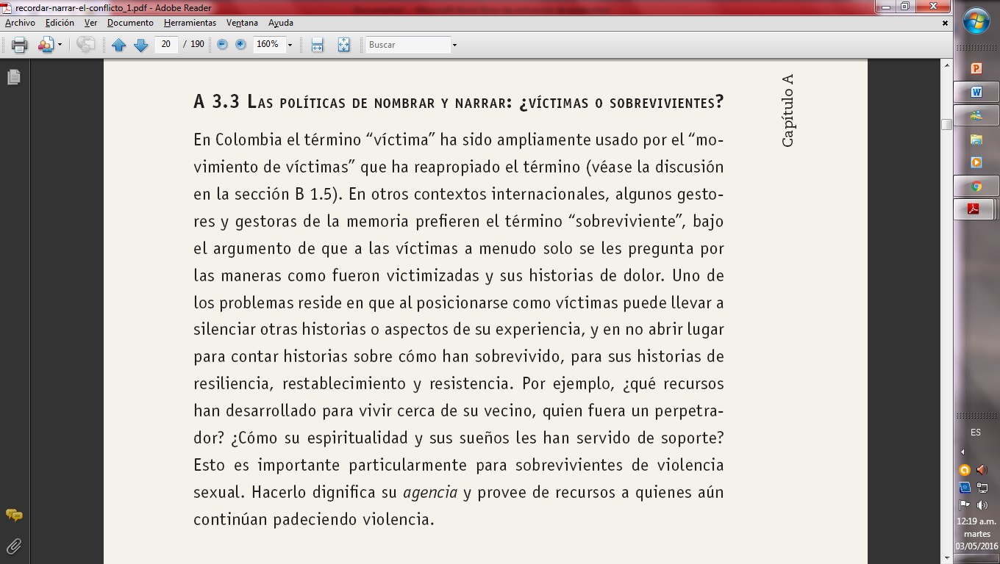 recordar-narrar-el-conflicto_1.pdf - Adobe Reader
Archivo Edición Ver Documento Herramientas Ventana Ayuda
20 / 190 160% Buscar
Capítulo A
A 3.3 Las políticas de nombrar y narrar: ¿víctimas o sobrevivientes?
En Colombia el término “víctima” ha sido ampliamente usado por el “mo-
vimiento de víctimas” que ha reapropiado el término (véase la discusión
en la sección B 1.5). En otros contextos internacionales, algunos gesto-
res y gestoras de la memoria prefieren el término “sobreviviente”, bajo
el argumento de que a las víctimas a menudo solo se les pregunta por
las maneras como fueron victimizadas y sus historias de dolor. Uno de
los problemas reside en que al posicionarse como víctimas puede llevar a
silenciar otras historias o aspectos de su experiencia, y en no abrir lugar
para contar historias sobre cómo han sobrevivido, para sus historias de
resiliencia, restablecimiento y resistencia. Por ejemplo, ¿qué recursos
han desarrollado para vivir cerca de su vecino, quien fuera un perpetra-
dor? ¿Cómo su espiritualidad y sus sueños les han servido de soporte?
Esto es importante particularmente para sobrevivientes de violencia
sexual. Hacerlo dignifica su agencia y provee de recursos a quienes aún
continúan padeciendo violencia.
ES
12:19 a.m.
martes
03/05/2016